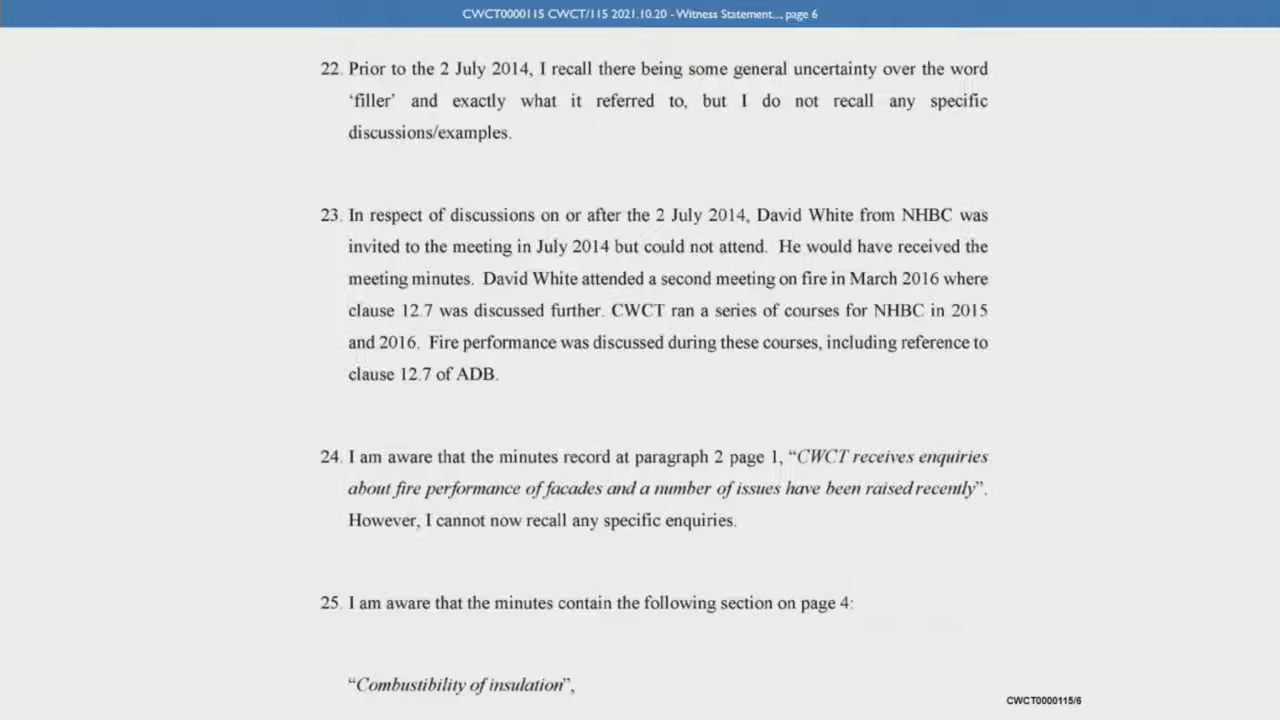 CWCT0000115 CWCT/115 2021.10.20 - Witness Statement..., page 6
22. Prior to the 2 July 2014, I recall there being some general uncertainty over the word
‘filler’ and exactly what it referred to, but I do not recall any specific
discussions/examples.
23. In respect of discussions on or after the 2 July 2014, David White from NHBC was
invited to the meeting in July 2014 but could not attend. He would have received the
meeting minutes. David White attended a second meeting on fire in March 2016 where
clause 12.7 was discussed further. CWCT ran a series of courses for NHBC in 2015
and 2016. Fire performance was discussed during these courses, including reference to
clause 12.7 of ADB.
24. I am aware that the minutes record at paragraph 2 page 1, “CWCT receives enquiries
about fire performance of facades and a number of issues have been raised recently”.
However, I cannot now recall any specific enquiries.
25. I am aware that the minutes contain the following section on page 4:
“Combustibility of insulation”,
CWCT0000115/6